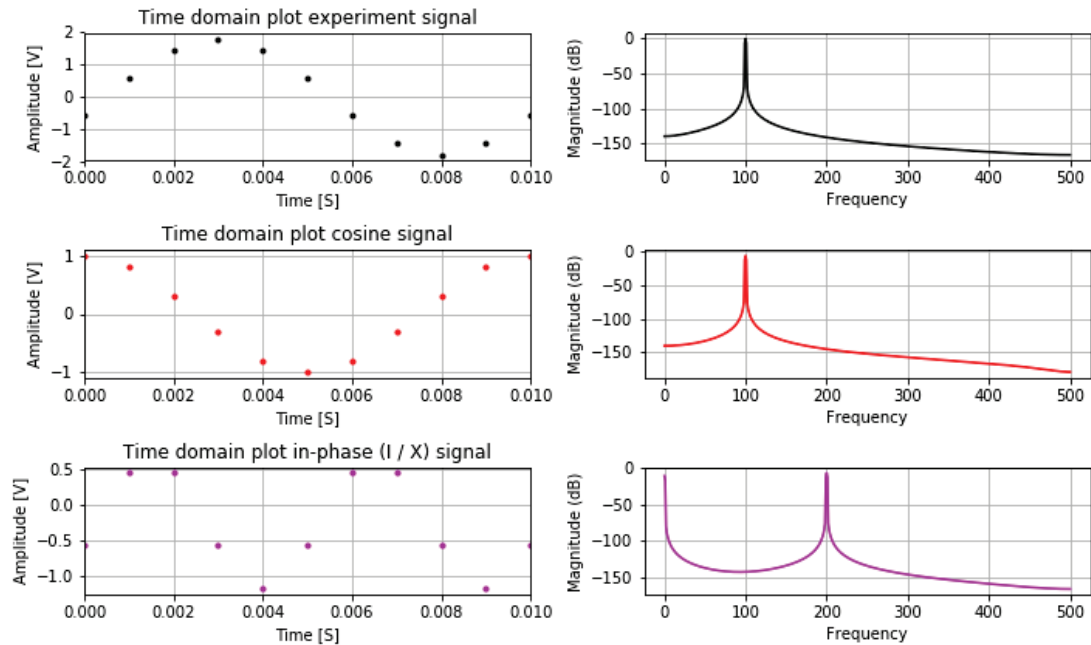 Time domain plot experiment signal
Amplitude [V]
2
1
0
−1
−2
0.000 0.002 0.004 0.006 0.008 0.010
Time [S]
Magnitude (dB)
0
−50
−100
−150
0 100 200 300 400 500
Frequency
Time domain plot cosine signal
Amplitude [V]
1
0
−1
0.000 0.002 0.004 0.006 0.008 0.010
Time [S]
Magnitude (dB)
0
−50
−100
−150
0 100 200 300 400 500
Frequency
Time domain plot in-phase (I / X) signal
Amplitude [V]
0.5
0.0
−0.5
−1.0
0.000 0.002 0.004 0.006 0.008 0.010
Time [S]
Magnitude (dB)
0
−50
−100
−150
0 100 200 300 400 500
Frequency